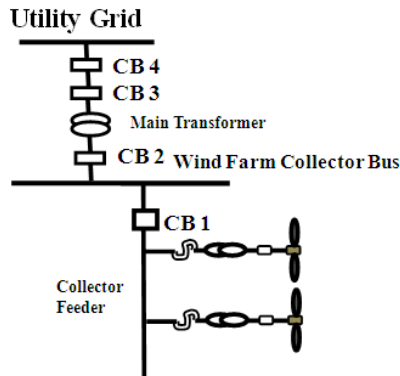 Utility Grid
CB 4
CB 3
Main Transformer
CB 2
Wind Farm Collector Bus
CB 1
Collector
Feeder